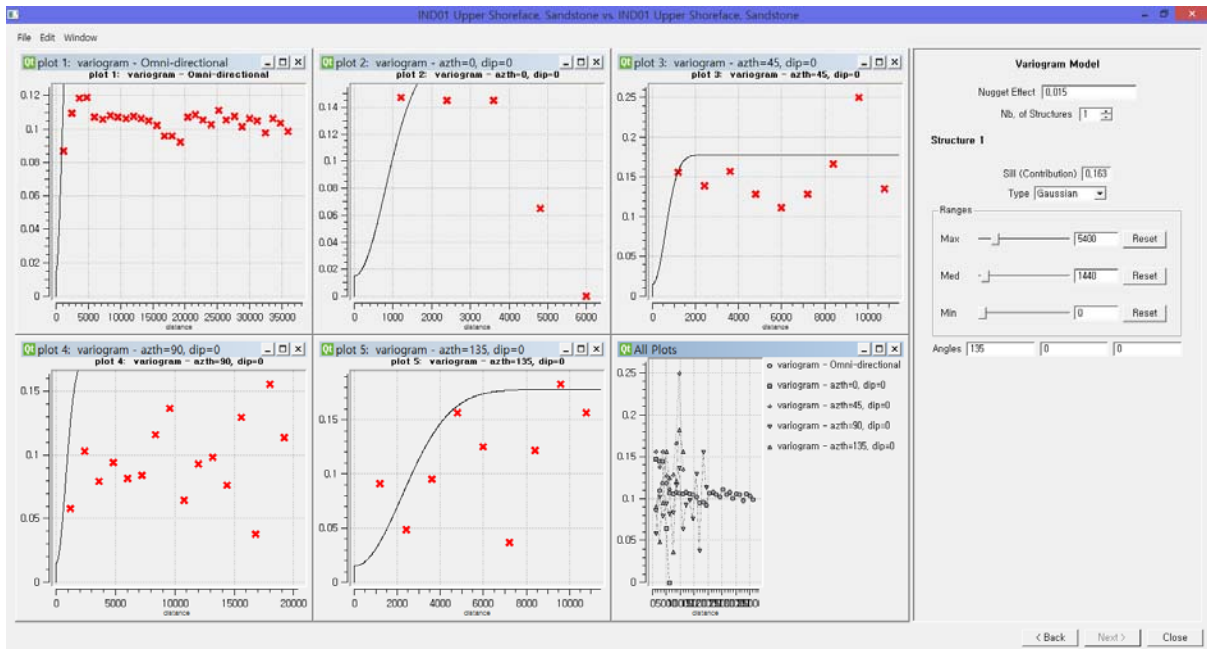 IND01 Upper Shoreface, Sandstone vs. IND01 Upper Shoreface, Sandstone
File Edit Window
plot 1: variogram - Omni-directional
plot 1: variogram - Omni-directional
0.12
0.1
0.08
0.06
0.04
0.02
0
0 5000 10000 15000 20000 25000 30000 35000
distance
plot 2: variogram - azth=0, dip=0
plot 2: variogram - azth=0, dip=0
0.14
0.12
0.1
0.08
0.06
0.04
0.02
0
0 1000 2000 3000 4000 5000 6000
distance
plot 3: variogram - azth=45, dip=0
plot 3: variogram - azth=45, dip=0
0.25
0.2
0.15
0.1
0.05
0
0 2000 4000 6000 8000 10000
distance
plot 4: variogram - azth=90, dip=0
plot 4: variogram - azth=90, dip=0
0.15
0.1
0.05
0
0 5000 10000 15000 20000
distance
plot 5: variogram - azth=135, dip=0
plot 5: variogram - azth=135, dip=0
0.15
0.1
0.05
0
0 2000 4000 6000 8000 10000
distance
All Plots
variogram - Omni-directional
variogram - azth=0, dip=0
variogram - azth=45, dip=0
variogram - azth=90, dip=0
variogram - azth=135, dip=0
0.25
0.2
0.15
0.1
0.05
0
distance
Variogram Model
Nugget Effect 0,015
Nb, of Structures 1
Structure 1
Sill (Contribution) 0,163
Type Gaussian
Ranges
Max 5400 Reset
Med 1440 Reset
Min 0 Reset
Angles 135 0 0
< Back Next > Close